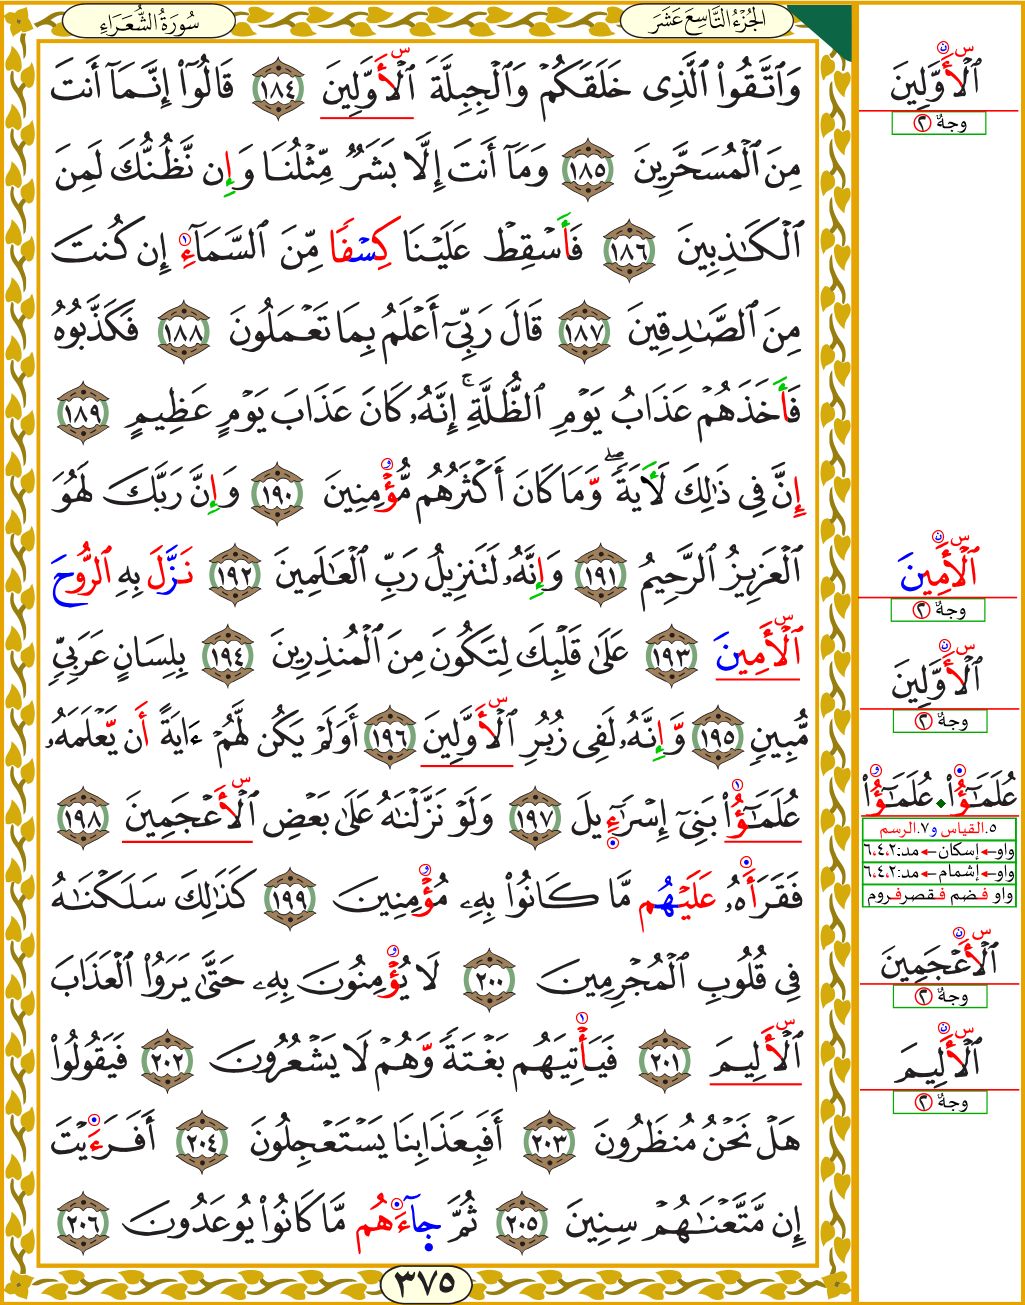 الجُزْءُ التَّاسِعَ عَشَرَ
سُورَةُ الشُّعَرَاءِ
وَٱتَّقُوا۟ ٱلَّذِى خَلَقَكُمْ وَٱلْجِبِلَّةَ ٱلْأَوَّلِينَ ١٨٤ قَالُوٓا۟ إِنَّمَآ أَنتَ
مِنَ ٱلْمُسَحَّرِينَ ١٨٥ وَمَآ أَنتَ إِلَّا بَشَرٌ مِّثْلُنَا وَإِن نَّظُنُّكَ لَمِنَ
ٱلْكَـٰذِبِينَ ١٨٦ فَأَسْقِطْ عَلَيْنَا كِسْفًا مِّنَ ٱلسَّمَآءِ إِن كُنتَ
مِنَ ٱلصَّـٰدِقِينَ ١٨٧ قَالَ رَبِّىٓ أَعْلَمُ بِمَا تَعْمَلُونَ ١٨٨ فَكَذَّبُوهُ
فَأَخَذَهُمْ عَذَابُ يَوْمِ ٱلظُّلَّةِ ۚ إِنَّهُۥ كَانَ عَذَابَ يَوْمٍ عَظِيمٍ ١٨٩
إِنَّ فِى ذَٰلِكَ لَـَٔايَةً ۖ وَمَا كَانَ أَكْثَرُهُم مُّؤْمِنِينَ ١٩٠ وَإِنَّ رَبَّكَ لَهُوَ
ٱلْعَزِيزُ ٱلرَّحِيمُ ١٩١ وَإِنَّهُۥ لَتَنزِيلُ رَبِّ ٱلْعَـٰلَمِينَ ١٩٢ نَزَّلَ بِهِ ٱلرُّوحَ
ٱلْأَمِينَ ١٩٣ عَلَىٰ قَلْبِكَ لِتَكُونَ مِنَ ٱلْمُنذِرِينَ ١٩٤ بِلِسَانٍ عَرَبِىٍّ
مُّبِينٍ ١٩٥ وَإِنَّهُۥ لَفِى زُبُرِ ٱلْأَوَّلِينَ ١٩٦ أَوَلَمْ يَكُن لَّهُمْ ءَايَةً أَن يَعْلَمَهُۥ
عُلَمَـٰٓؤُا۟ بَنِىٓ إِسْرَٰٓءِيلَ ١٩٧ وَلَوْ نَزَّلْنَـٰهُ عَلَىٰ بَعْضِ ٱلْأَعْجَمِينَ ١٩٨
فَقَرَأَهُۥ عَلَيْهُم مَّا كَانُوا۟ بِهِۦ مُؤْمِنِينَ ١٩٩ كَذَٰلِكَ سَلَكْنَـٰهُ
فِى قُلُوبِ ٱلْمُجْرِمِينَ ٢٠٠ لَا يُؤْمِنُونَ بِهِۦ حَتَّىٰ يَرَوُا۟ ٱلْعَذَابَ
ٱلْأَلِيمَ ٢٠١ فَيَأْتِيَهُم بَغْتَةً وَهُمْ لَا يَشْعُرُونَ ٢٠٢ فَيَقُولُوا۟
هَلْ نَحْنُ مُنظَرُونَ ٢٠٣ أَفَبِعَذَابِنَا يَسْتَعْجِلُونَ ٢٠٤ أَفَرَءَيْتَ
إِن مَّتَّعْنَـٰهُمْ سِنِينَ ٢٠٥ ثُمَّ جَآءَهُم مَّا كَانُوا۟ يُوعَدُونَ ٢٠٦
٣٧٥
ٱلْأَوَّلِينَ
وجهٌ ٢
ٱلْأَمِينَ
وجهٌ ٢
ٱلْأَوَّلِينَ
وجهٌ ٢
عُلَمَـٰٓؤُا۟ عُلَمَـٰٓؤُا۟
٥.القياس و٧.الرسم
واو←إسكان←مد:٦،٤،٢
واو←إشمام←مد:٦،٤،٢
واو فضم فقصرفروم
ٱلْأَعْجَمِينَ
وجهٌ ٢
ٱلْأَلِيمَ
وجهٌ ٢